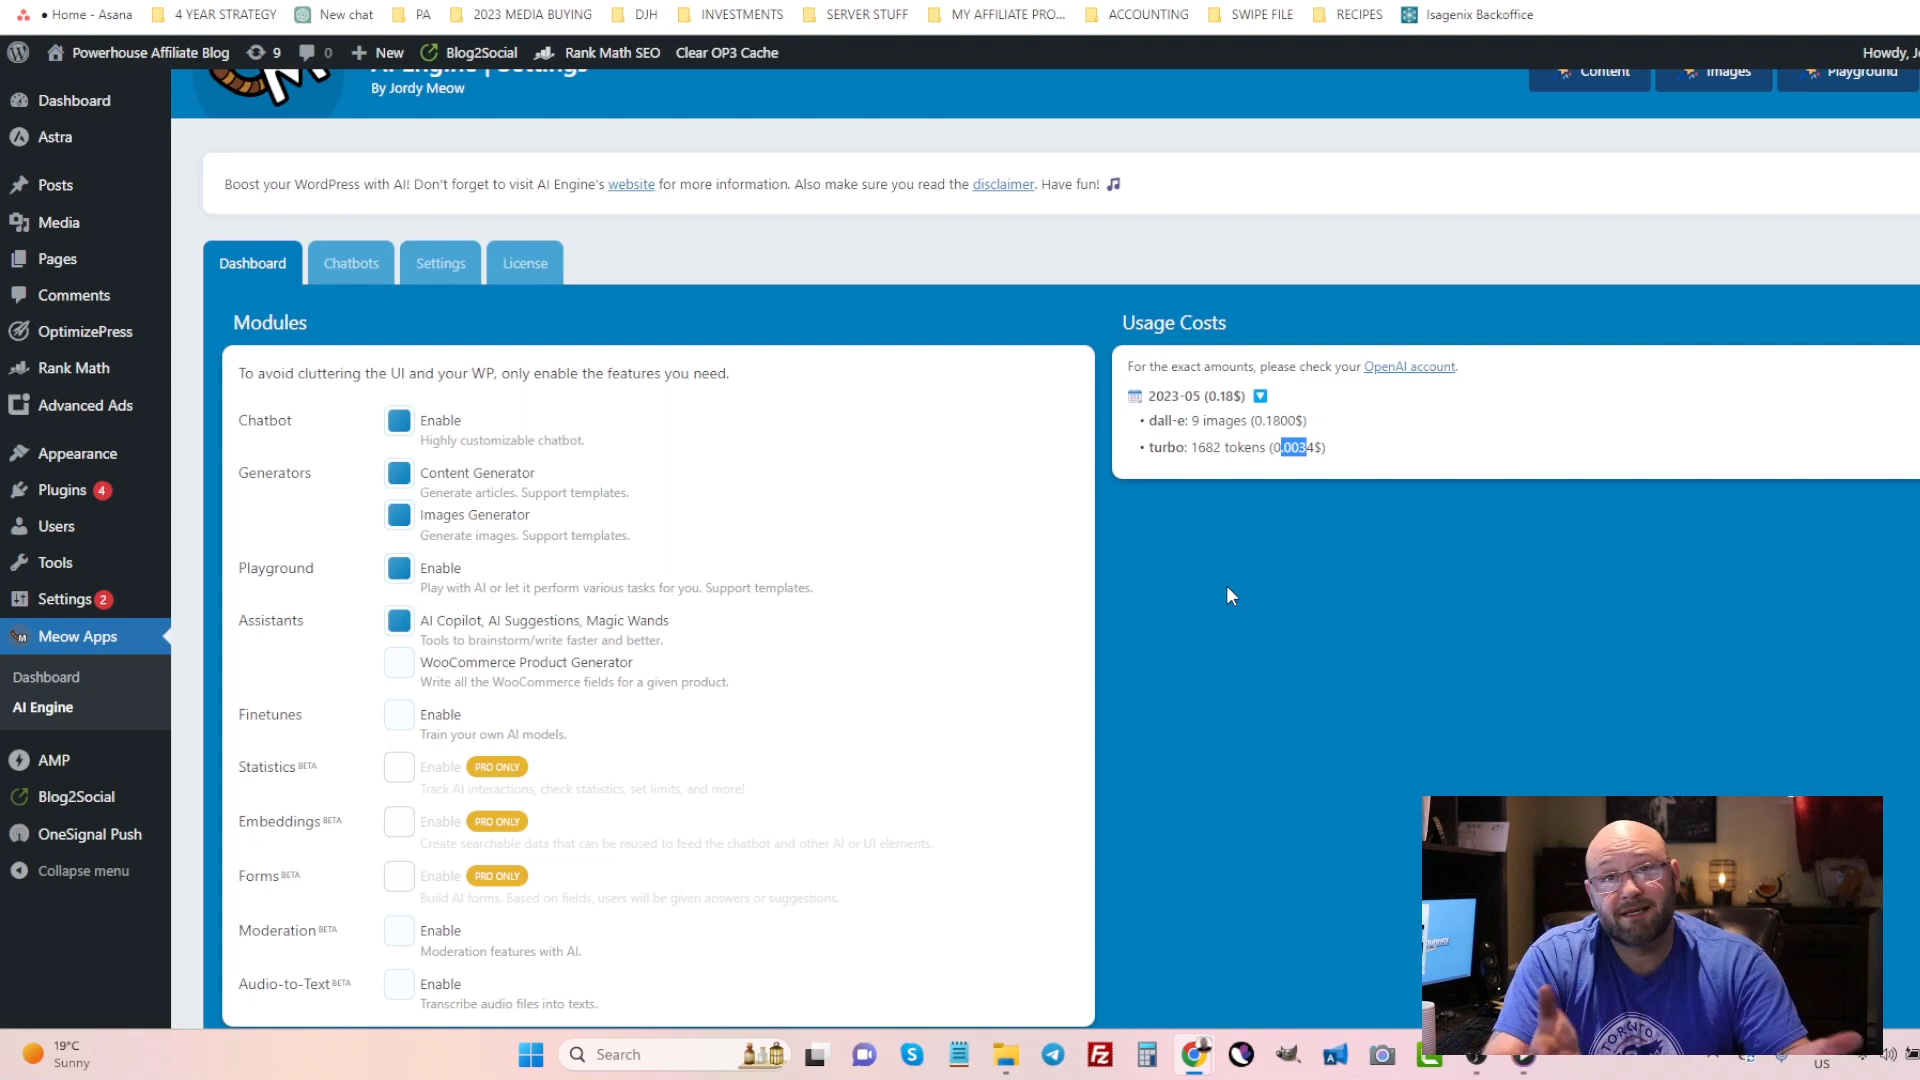 • Home - Asana
4 YEAR STRATEGY
New chat
PA
2023 MEDIA BUYING
DJH
INVESTMENTS
SERVER STUFF
MY AFFILIATE PRO...
ACCOUNTING
SWIPE FILE
RECIPES
Isagenix Backoffice
Powerhouse Affiliate Blog
9
0
New
Blog2Social
Rank Math SEO
Clear OP3 Cache
Howdy,
AI Engine | Settings
By Jordy Meow
Content
Images
Playground
Dashboard
Astra
Posts
Media
Pages
Comments
OptimizePress
Rank Math
Advanced Ads
Appearance
Plugins 4
Users
Tools
Settings 2
Meow Apps
Dashboard
AI Engine
AMP
Blog2Social
OneSignal Push
Collapse menu
Boost your WordPress with AI! Don't forget to visit AI Engine's website for more information. Also make sure you read the disclaimer. Have fun! 🎵
Dashboard
Chatbots
Settings
License
Modules
To avoid cluttering the UI and your WP, only enable the features you need.
Chatbot
Enable
Highly customizable chatbot.
Generators
Content Generator
Generate articles. Support templates.
Images Generator
Generate images. Support templates.
Playground
Enable
Play with AI or let it perform various tasks for you. Support templates.
Assistants
AI Copilot, AI Suggestions, Magic Wands
Tools to brainstorm/write faster and better.
WooCommerce Product Generator
Write all the WooCommerce fields for a given product.
Finetunes
Enable
Train your own AI models.
Statistics BETA
Enable PRO ONLY
Track AI interactions, check statistics, set limits, and more!
Embeddings BETA
Enable PRO ONLY
Create searchable data that can be reused to feed the chatbot and other AI or UI elements.
Forms BETA
Enable PRO ONLY
Build AI forms. Based on fields, users will be given answers or suggestions.
Moderation BETA
Enable
Moderation features with AI.
Audio-to-Text BETA
Enable
Transcribe audio files into texts.
Usage Costs
For the exact amounts, please check your OpenAI account.
2023-05 (0.18$)
• dall-e: 9 images (0.1800$)
• turbo: 1682 tokens (0.0034$)
19°C
Sunny
Search
US